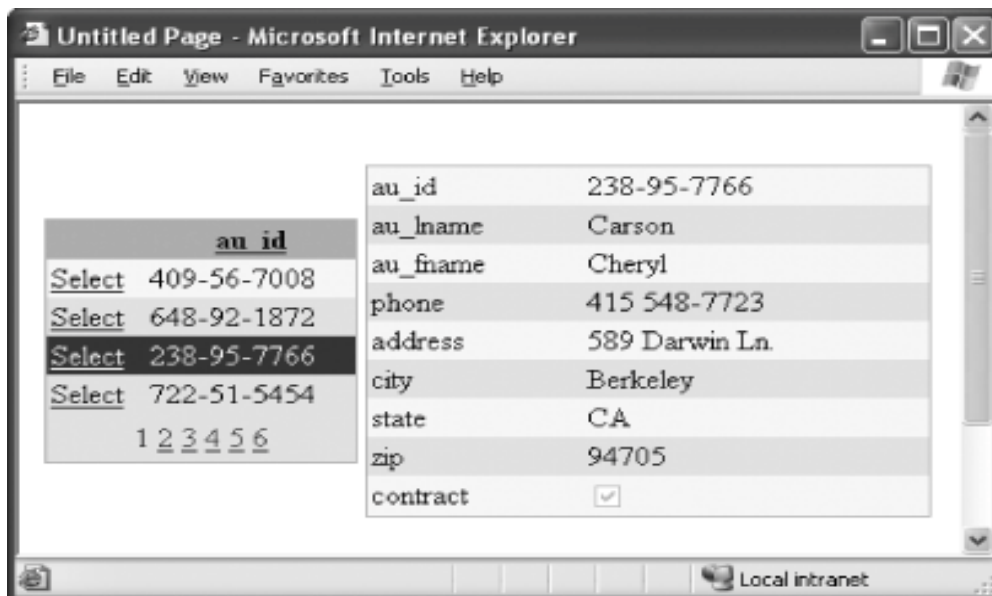 Untitled Page - Microsoft Internet Explorer
File Edit View Favorites Tools Help
au_id
Select 409-56-7008
Select 648-92-1872
Select 238-95-7766
Select 722-51-5454
1 2 3 4 5 6
au_id 238-95-7766
au_lname Carson
au_fname Cheryl
phone 415 548-7723
address 589 Darwin Ln.
city Berkeley
state CA
zip 94705
contract
Local intranet